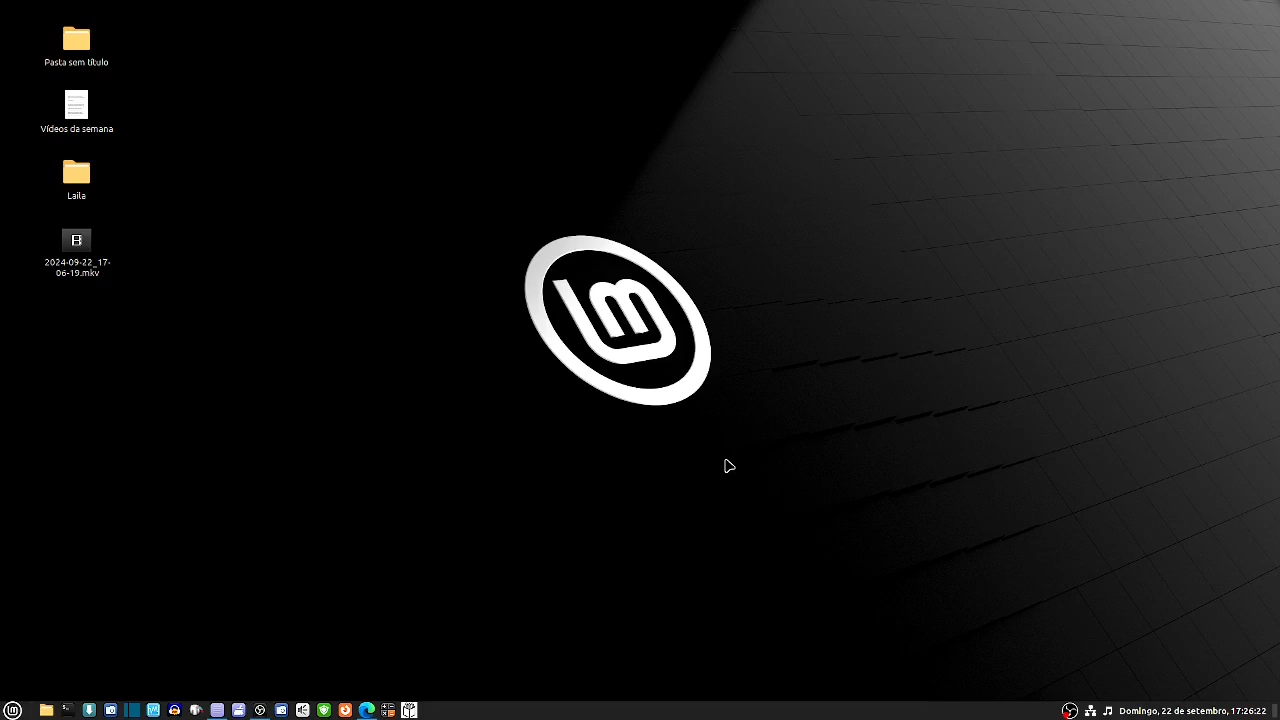 Pasta sem título
Vídeos da semana
Laila
2024-09-22_17-
06-19.mkv
Domingo, 22 de setembro, 17:26:22